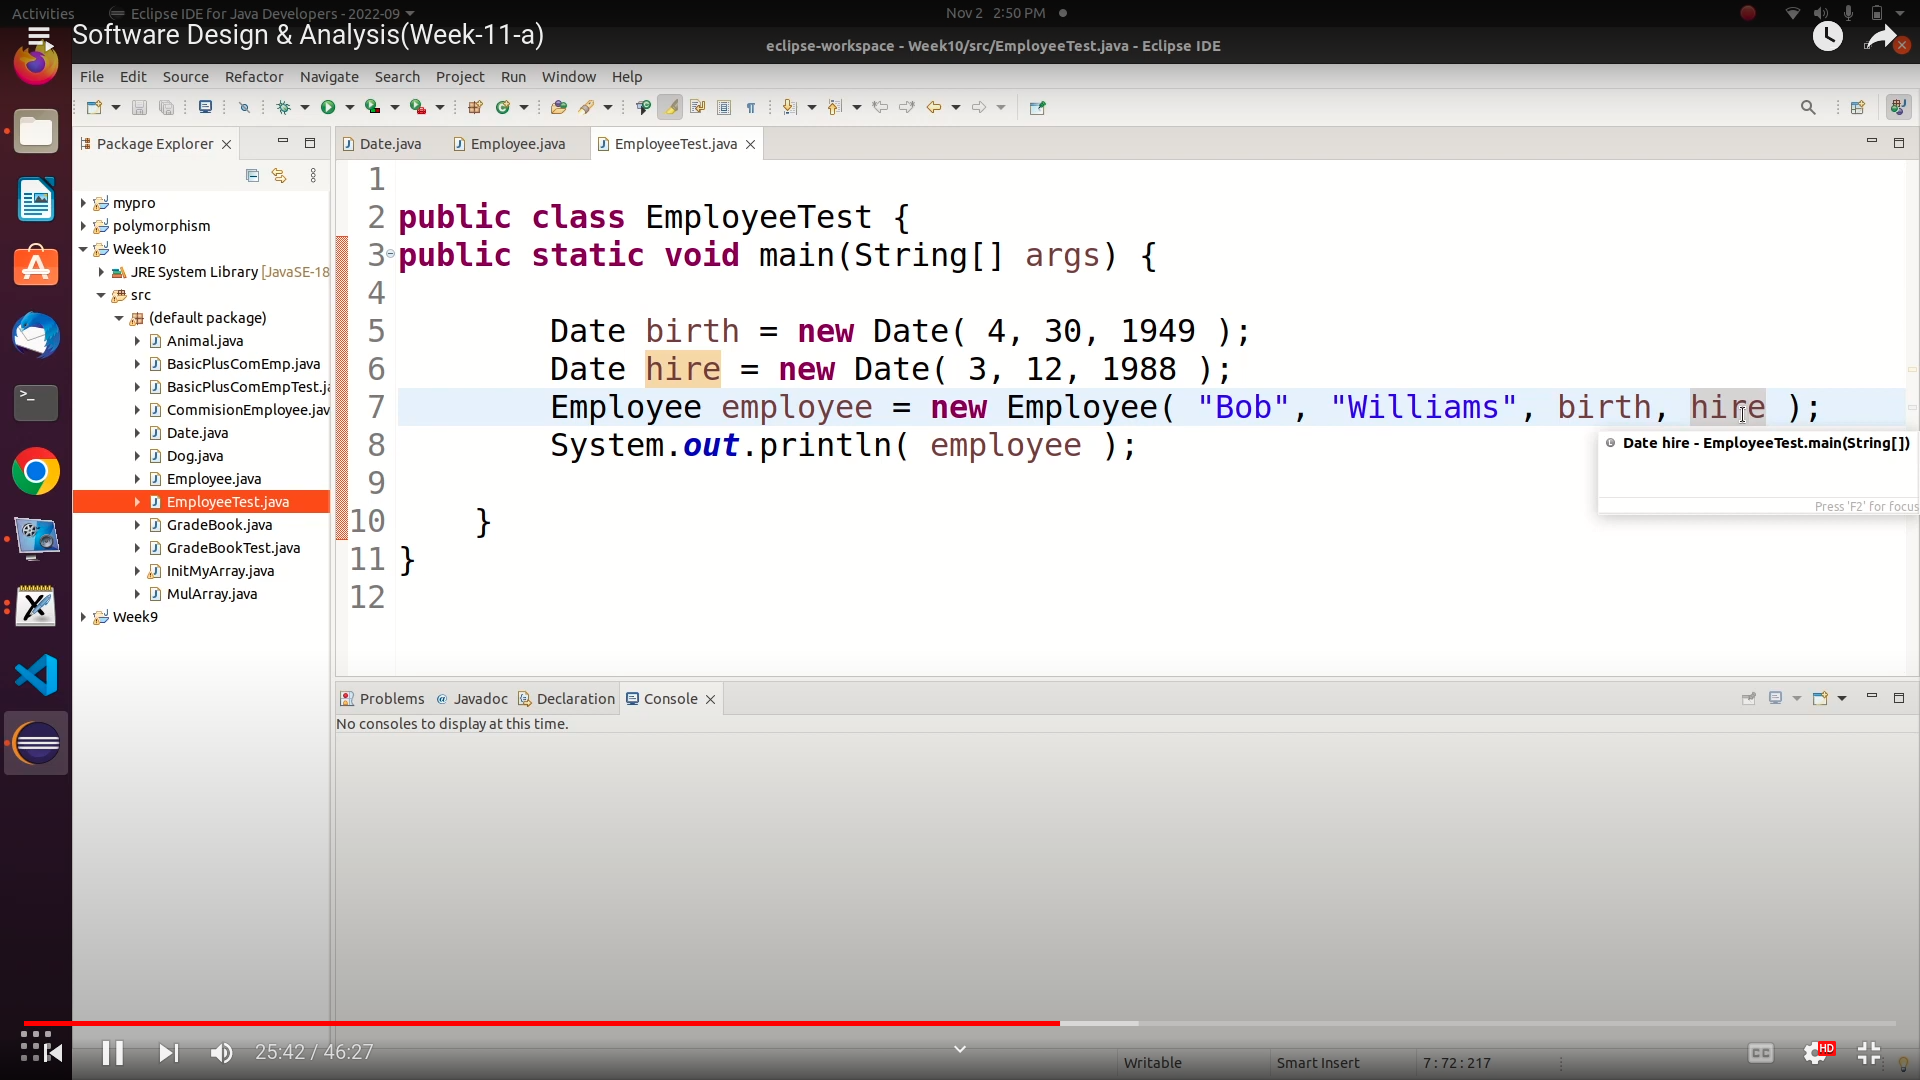 Activities
Eclipse IDE for Java Developers - 2022-09
Nov 2 2:50 PM
Software Design & Analysis(Week-11-a)
eclipse-workspace - Week10/src/EmployeeTest.java - Eclipse IDE
File Edit Source Refactor Navigate Search Project Run Window Help
Package Explorer
Date.java
Employee.java
EmployeeTest.java
mypro
polymorphism
Week10
JRE System Library [JavaSE-18
src
(default package)
Animal.java
BasicPlusComEmp.java
BasicPlusComEmpTest.ja
CommisionEmployee.jav
Date.java
Dog.java
Employee.java
EmployeeTest.java
GradeBook.java
GradeBookTest.java
InitMyArray.java
MulArray.java
Week9
1
2 public class EmployeeTest {
3 public static void main(String[] args) {
4
5 Date birth = new Date( 4, 30, 1949 );
6 Date hire = new Date( 3, 12, 1988 );
7 Employee employee = new Employee( "Bob", "Williams", birth, hire );
8 System.out.println( employee );
9
10 }
11 }
12
Date hire - EmployeeTest.main(String[])
Press 'F2' for focus
Problems @ Javadoc Declaration Console
No consoles to display at this time.
25:42 / 46:27
Writable
Smart Insert
7 : 72 : 217
CC
HD